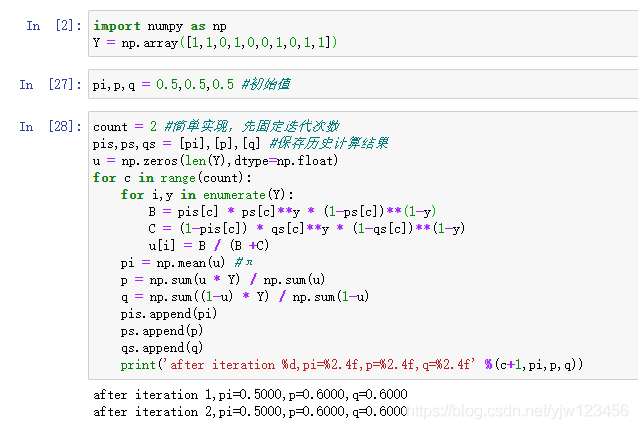 In [2]: import numpy as np
Y = np.array([1,1,0,1,0,0,1,0,1,1])
In [27]: pi,p,q = 0.5,0.5,0.5 #初始值
In [28]: count = 2 #简单实现，先固定迭代次数
pis,ps,qs = [pi],[p],[q] #保存历史计算结果
u = np.zeros(len(Y),dtype=np.float)
for c in range(count):
    for i,y in enumerate(Y):
        B = pis[c] * ps[c]**y * (1-ps[c])**(1-y)
        C = (1-pis[c]) * qs[c]**y * (1-qs[c])**(1-y)
        u[i] = B / (B +C)
    pi = np.mean(u) #π
    p = np.sum(u * Y) / np.sum(u)
    q = np.sum((1-u) * Y) / np.sum(1-u)
    pis.append(pi)
    ps.append(p)
    qs.append(q)
    print('after iteration %d,pi=%2.4f,p=%2.4f,q=%2.4f' %(c+1,pi,p,q))
after iteration 1,pi=0.5000,p=0.6000,q=0.6000
after iteration 2,pi=0.5000,p=0.6000,q=0.6000
https://blog.csdn.net/yjw123456